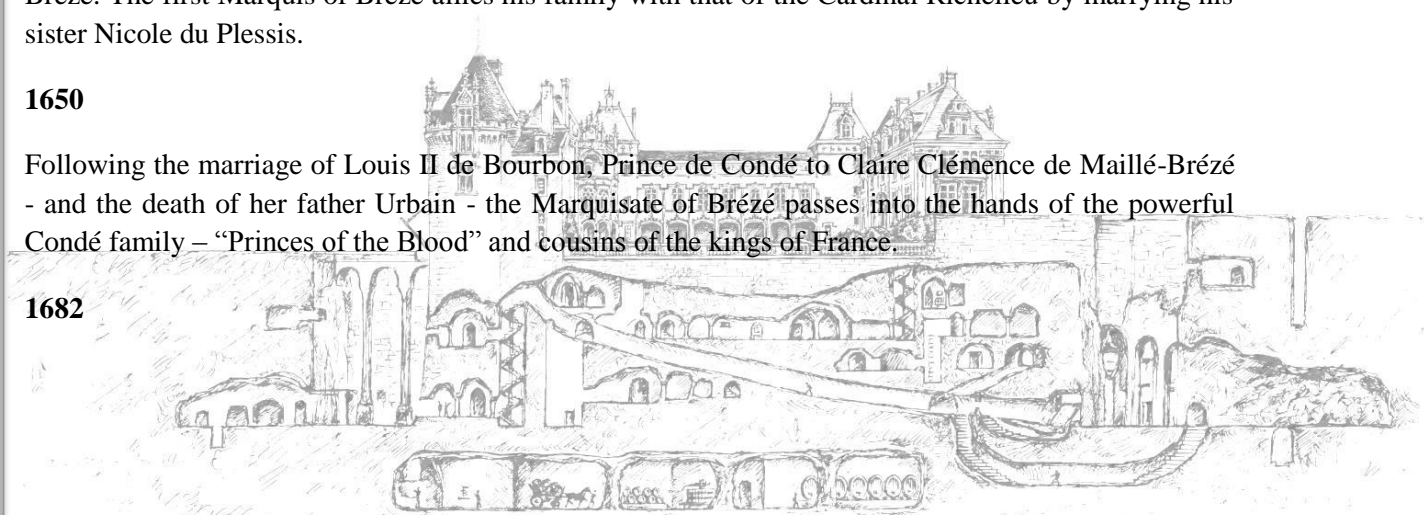 Brézé. The first Marquis of Brézé allies his family with that of the Cardinal Richelieu by marrying his
sister Nicole du Plessis.
1650
Following the marriage of Louis II de Bourbon, Prince de Condé to Claire Clémence de Maillé-Brézé
- and the death of her father Urbain - the Marquisate of Brézé passes into the hands of the powerful
Condé family – “Princes of the Blood” and cousins of the kings of France.
1682